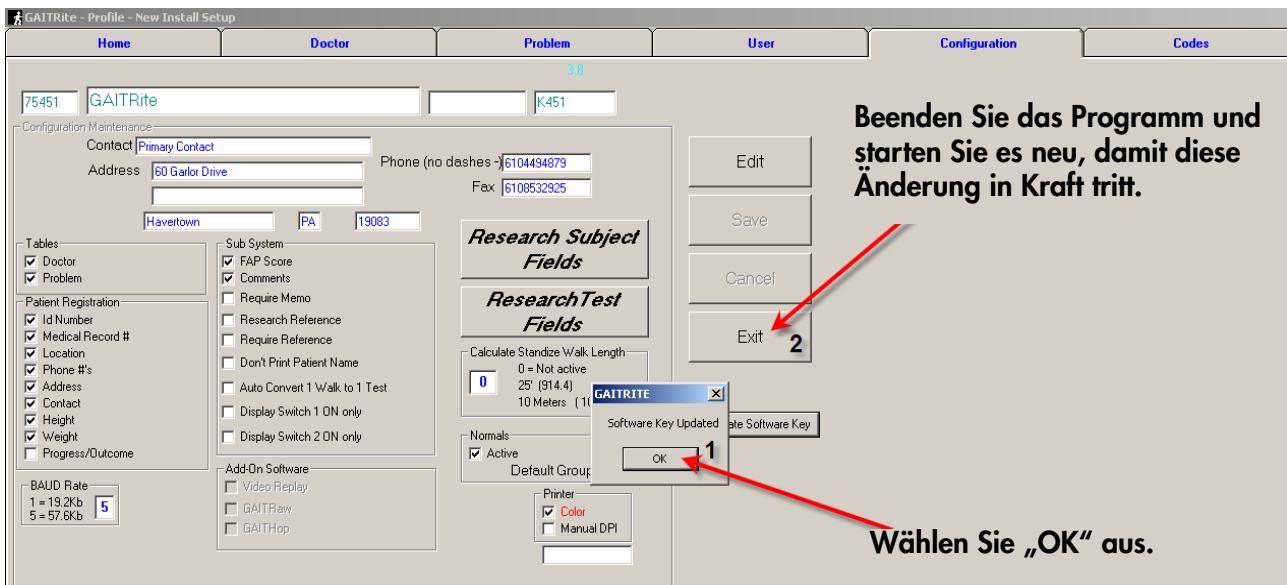 GAITRite - Profile - New Install Setup
Home Doctor Problem User Configuration Codes
3.8
75451 GAITRite K451
Configuration Maintenance
Contact Primary Contact
Address 60 Garlor Drive
Phone (no dashes -) 6104494879
Fax 6108532925
Havertown PA 19083
Tables
Doctor
Problem
Patient Registration
Id Number
Medical Record #
Location
Phone #'s
Address
Contact
Height
Weight
Progress/Outcome
BAUD Rate
1 = 19.2Kb
5 = 57.6Kb
5
Sub System
FAP Score
Comments
Require Memo
Research Reference
Require Reference
Don't Print Patient Name
Auto Convert 1 Walk to 1 Test
Display Switch 1 ON only
Display Switch 2 ON only
Add-On Software
Video Replay
GAITRaw
GAITHop
Research Subject
Fields
ResearchTest
Fields
Calculate Standize Walk Length
0
0 = Not active
25' (914.4)
10 Meters (10
Normals
Active
Default Group
Printer
Color
Manual DPI
GAITRITE
Software Key Updated
OK 1
ate Software Key
Edit
Save
Cancel
Exit 2
Beenden Sie das Programm und
starten Sie es neu, damit diese
Änderung in Kraft tritt.
Wählen Sie „OK“ aus.